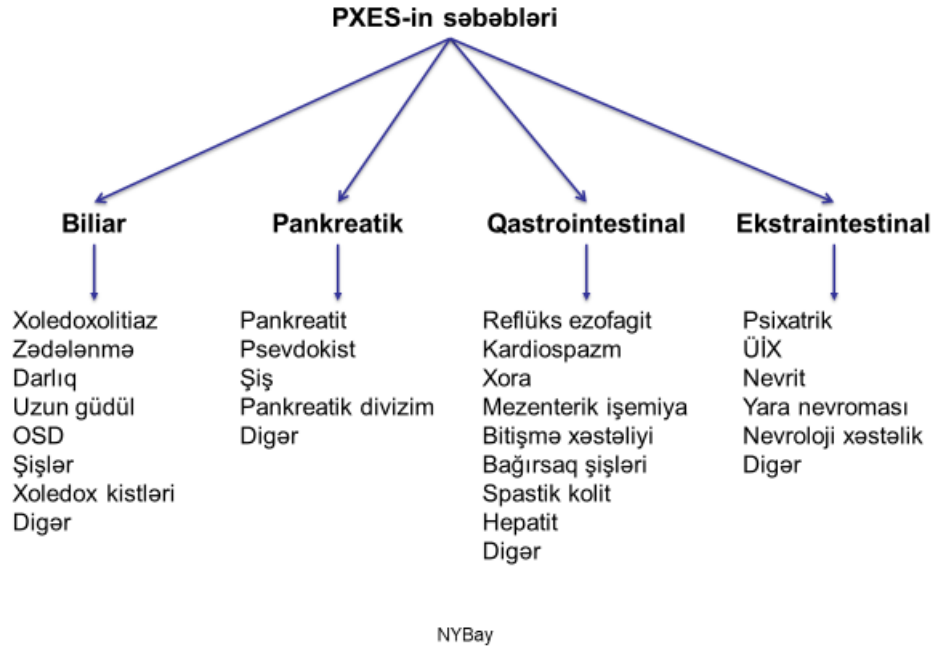 PXES-in səbəbləri
Biliar
Xoledoxolitiaz
Zədələnmə
Darlıq
Uzun güdül
OSD
Şişlər
Xoledox kistləri
Digər
Pankreatik
Pankreatit
Psevdokist
Şiş
Pankreatik divizim
Digər
Qastrointestinal
Reflüks ezofagit
Kardiospazm
Xora
Mezenterik işemiya
Bitişmə xəstəliyi
Bağırsaq şişləri
Spastik kolit
Hepatit
Digər
Ekstraintestinal
Psixatrik
ÜİX
Nevrit
Yara nevroması
Nevroloji xəstəlik
Digər
NYBay